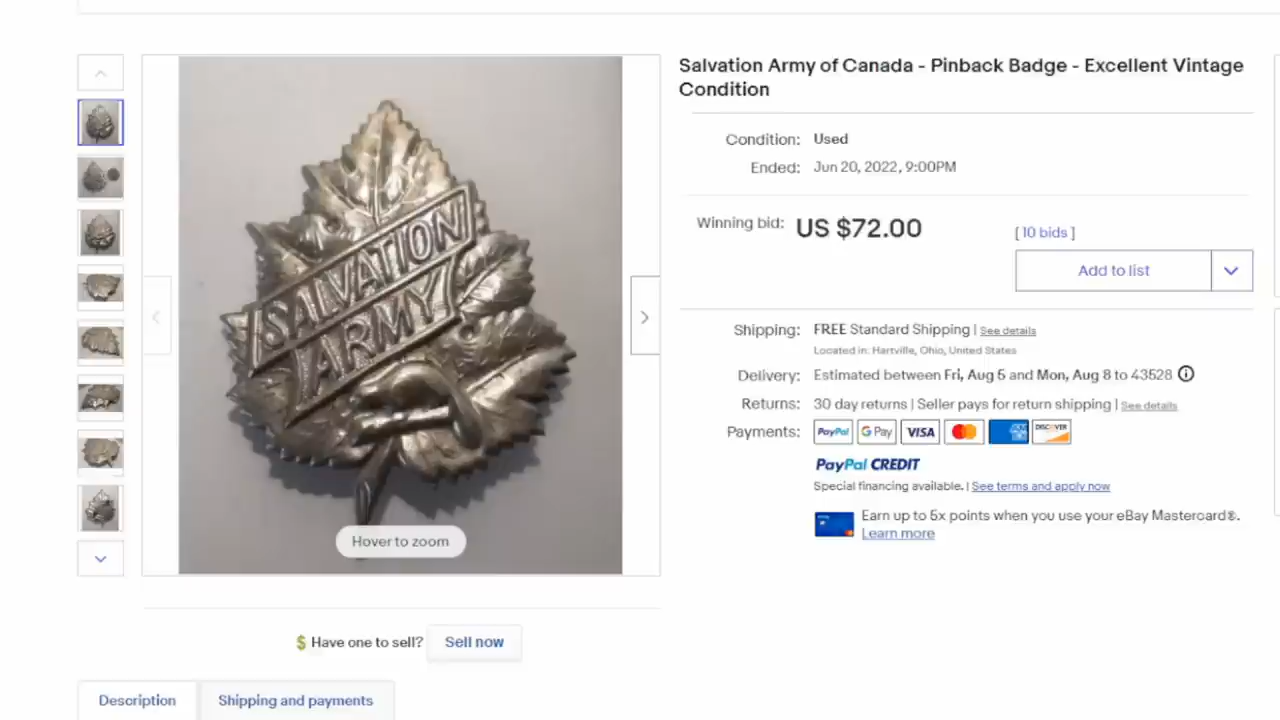 Salvation Army of Canada - Pinback Badge - Excellent Vintage
Condition
Condition: Used
Ended: Jun 20, 2022, 9:00PM
Winning bid: US $72.00
[ 10 bids ]
Add to list
Shipping: FREE Standard Shipping | See details
Located in: Hartville, Ohio, United States
Delivery: Estimated between Fri, Aug 5 and Mon, Aug 8 to 43528
Returns: 30 day returns | Seller pays for return shipping | See details
Payments: PayPal G Pay VISA DISCOVER
PayPal CREDIT
Special financing available. | See terms and apply now
Earn up to 5x points when you use your eBay Mastercard®.
Learn more
SALVATION
ARMY
Hover to zoom
$ Have one to sell? Sell now
Description Shipping and payments